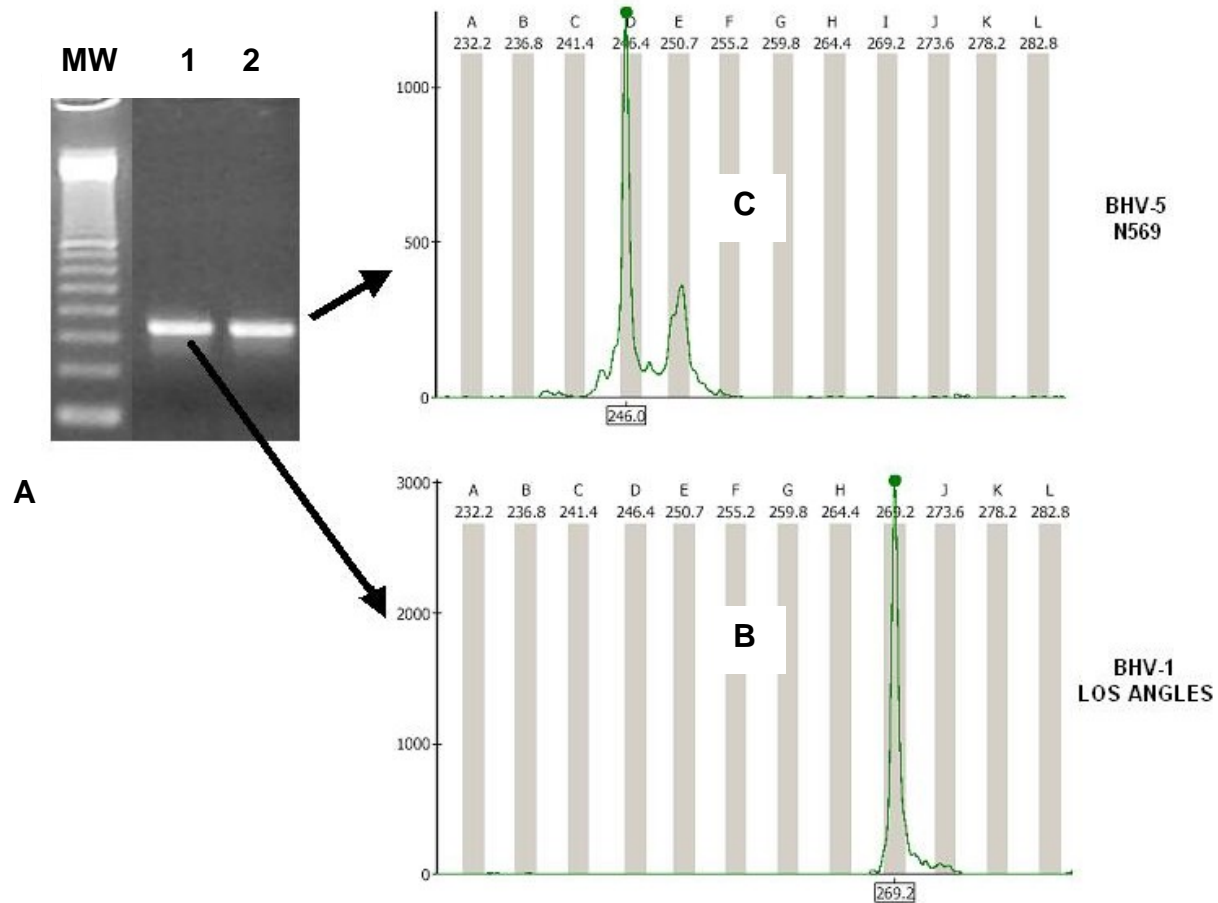 MW 1 2
A B C D E F G H I J K L
232.2 236.8 241.4 246.4 250.7 255.2 259.8 264.4 269.2 273.6 278.2 282.8
1000
500
0
C
246.0
BHV-5
N569
A
A B C D E F G H J K L
232.2 236.8 241.4 246.4 250.7 255.2 259.8 264.4 269.2 273.6 278.2 282.8
3000
2000
1000
0
B
269.2
BHV-1
LOS ANGLES